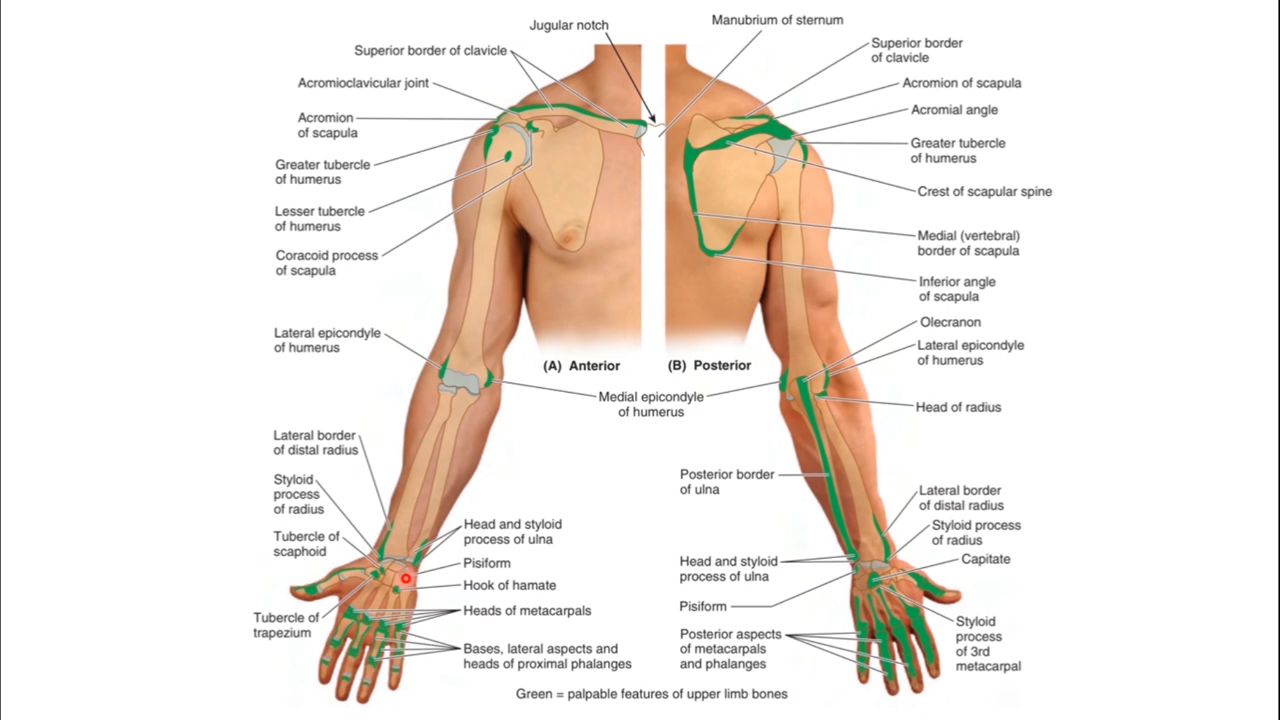 Jugular notch
Manubrium of sternum
Superior border of clavicle
Acromioclavicular joint
Acromion
of scapula
Greater tubercle
of humerus
Lesser tubercle
of humerus
Coracoid process
of scapula
Lateral epicondyle
of humerus
Superior border
of clavicle
Acromion of scapula
Acromial angle
Greater tubercle
of humerus
Crest of scapular spine
Medial (vertebral)
border of scapula
Inferior angle
of scapula
Olecranon
Lateral epicondyle
of humerus
Head of radius
(A) Anterior
(B) Posterior
Medial epicondyle
of humerus
Lateral border
of distal radius
Styloid
process
of radius
Tubercle of
scaphoid
Tubercle of
trapezium
Head and styloid
process of ulna
Pisiform
Hook of hamate
Heads of metacarpals
Bases, lateral aspects and
heads of proximal phalanges
Posterior border
of ulna
Head and styloid
process of ulna
Pisiform
Posterior aspects
of metacarpals
and phalanges
Lateral border
of distal radius
Styloid process
of radius
Capitate
Styloid
process
of 3rd
metacarpal
Green = palpable features of upper limb bones